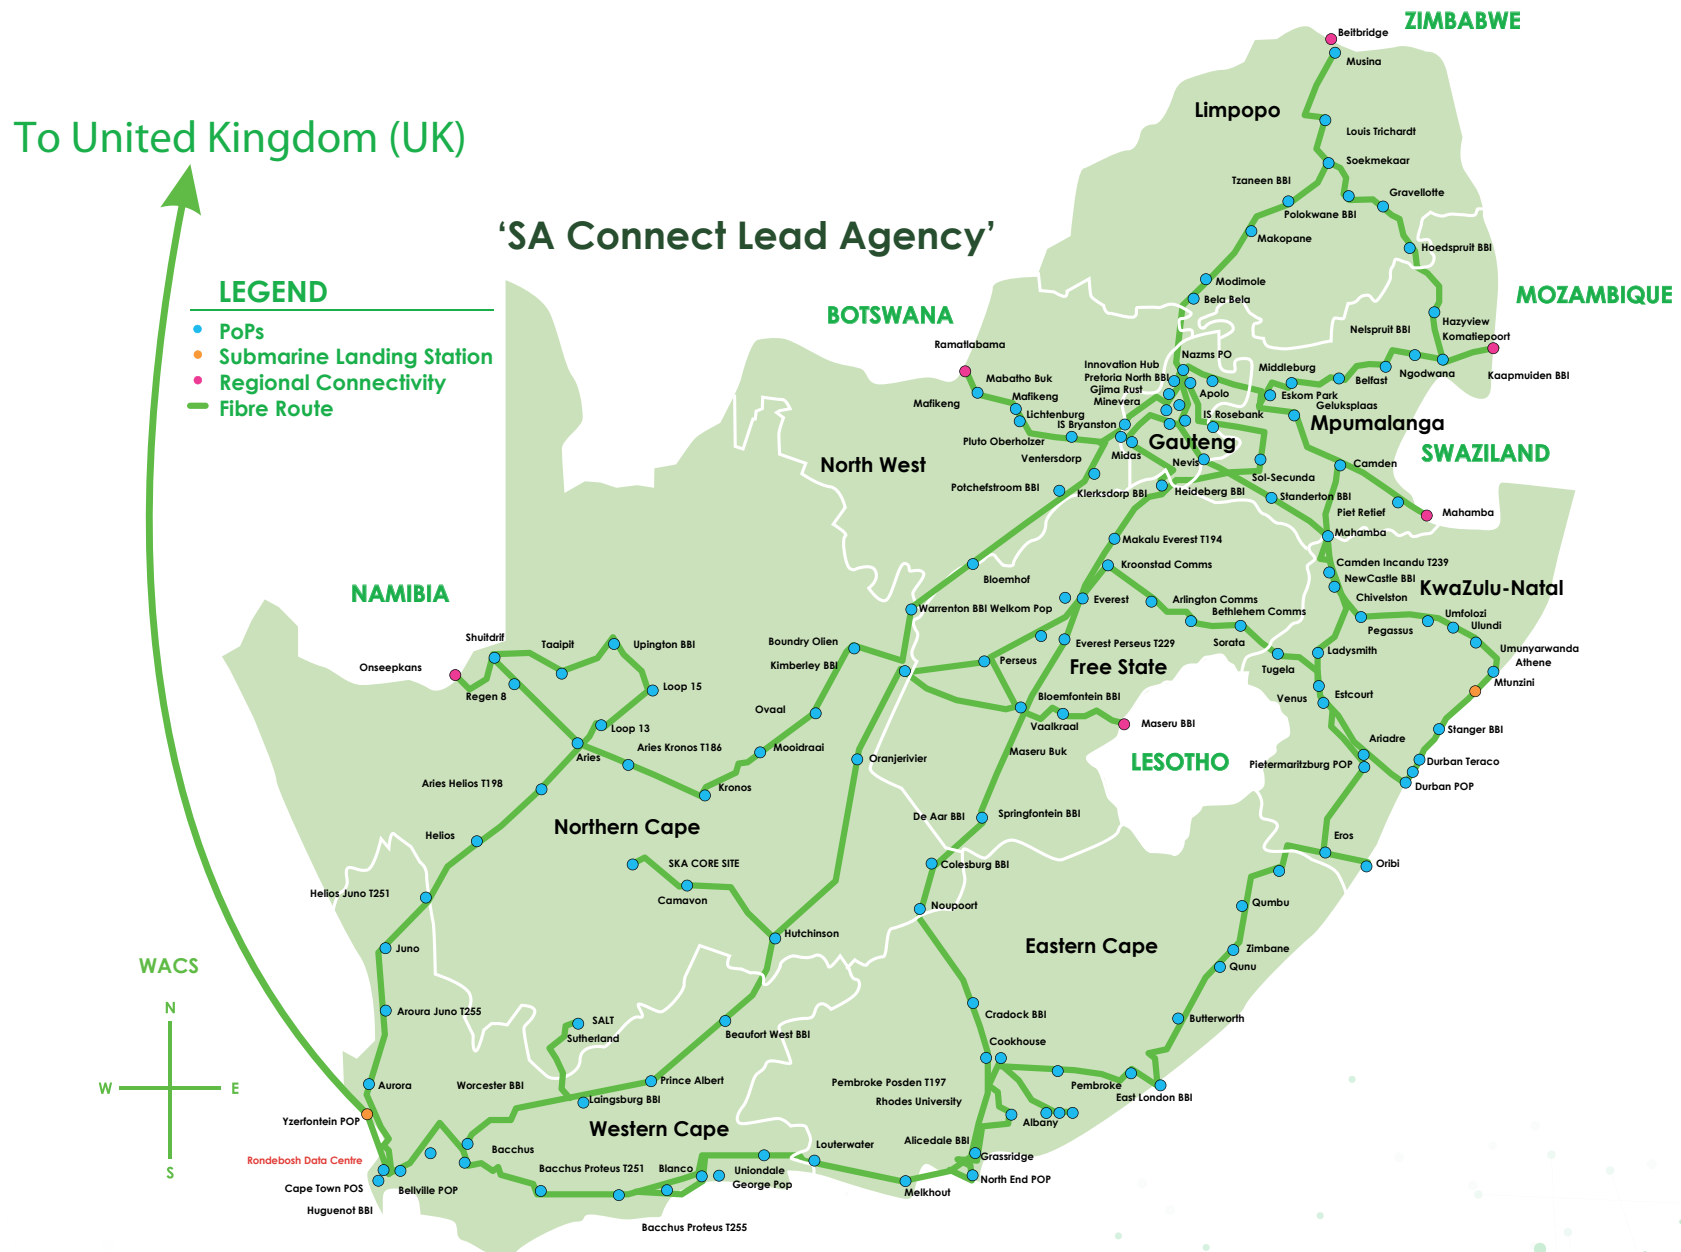 ZIMBABWE
Beitbridge
Musina
Limpopo
To United Kingdom (UK)
Louis Trichardt
Soekmekaar
Tzaneen BBI
Gravellotte
Polokwane BBI
‘SA Connect Lead Agency’
Makopane
Hoedspruit BBI
LEGEND
PoPs
Submarine Landing Station
Regional Connectivity
Fibre Route
Modimole
Bela Bela
MOZAMBIQUE
BOTSWANA
Hazyview
Nelspruit BBI
Komatiepoort
Ramatlabama
Nazms PO
Innovation Hub
Middleburg
Ngodwana
Kaapmuiden BBI
Mabatho Buk
Pretoria North BBI
Belfast
Gjima Rust
Apolo
Eskom Park
Mafikeng
Mafikeng
Minevera
Geluksplaas
Lichtenburg
IS Rosebank
IS Bryanston
Mpumalanga
Pluto Oberholzer
Gauteng
SWAZILAND
Ventersdorp
Midas
Nevis
Camden
North West
Sol-Secunda
Potchefstroom BBI
Klerksdorp BBI
Heideberg BBI
Standerton BBI
Piet Retief
Mahamba
Mahamba
Makalu Everest T194
Camden Incandu T239
Kroonstad Comms
NewCastle BBI
Bloemhof
KwaZulu-Natal
NAMIBIA
Chivelston
Warrenton BBI
Welkom Pop
Everest
Arlington Comms
Bethlehem Comms
Umfolozi
Pegassus
Ulundi
Shuitdrif
Taaipit
Upington BBI
Boundry Olien
Everest Perseus T229
Sorata
Umunyarwanda
Ladysmith
Athene
Onseepkans
Kimberley BBI
Perseus
Free State
Tugela
Mtunzini
Regen 8
Loop 15
Bloemfontein BBI
Venus
Estcourt
Ovaal
Vaalkraal
Maseru BBI
Loop 13
Stanger BBI
Aries Kronos T186
Mooidraai
Maseru Buk
Ariadre
Aries
Oranjerivier
LESOTHO
Pietermaritzburg POP
Durban Teraco
Aries Helios T198
Kronos
Durban POP
De Aar BBI
Springfontein BBI
Northern Cape
Helios
Eros
SKA CORE SITE
Colesburg BBI
Oribi
Helios Juno T251
Camavon
Noupoort
Qumbu
Hutchinson
Eastern Cape
Juno
Zimbane
WACS
Qunu
N
Aroura Juno T255
SALT
Cradock BBI
Butterworth
Sutherland
Beaufort West BBI
Cookhouse
W
E
Aurora
Worcester BBI
Prince Albert
Pembroke Posden T197
Pembroke
Laingsburg BBI
Rhodes University
East London BBI
Yzerfontein POP
Western Cape
Albany
Louterwater
Alicedale BBI
Bacchus
Grassridge
Rondebosh Data Centre
S
Bacchus Proteus T251
Blanco
Uniondale
North End POP
Cape Town POS
Bellville POP
George Pop
Melkhout
Huguenot BBI
Bacchus Proteus T255